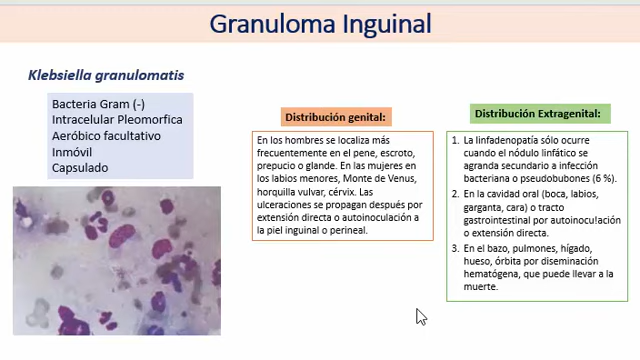 Granuloma Inguinal
Klebsiella granulomatis
Bacteria Gram (-)
Intracelular Pleomorfica
Aeróbico facultativo
Inmóvil
Capsulado
Distribución genital:
En los hombres se localiza más
frecuentemente en el pene, escroto,
prepucio o glande. En las mujeres en
los labios menores, Monte de Venus,
horquilla vulvar, cérvix. Las
ulceraciones se propagan después por
extensión directa o autoinoculación a
la piel inguinal o perineal.
Distribución Extragenital:
1. La linfadenopatía sólo ocurre
cuando el nódulo linfático se
agranda secundario a infección
bacteriana o pseudobubones (6 %).
2. En la cavidad oral (boca, labios,
garganta, cara) o tracto
gastrointestinal por autoinoculación
o extensión directa.
3. En el bazo, pulmones, hígado,
hueso, órbita por diseminación
hematógena, que puede llevar a la
muerte.